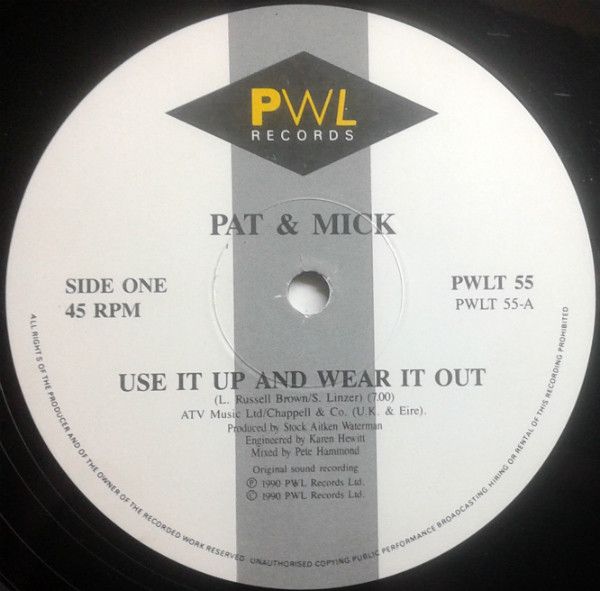 PWL
RECORDS
PAT & MICK
SIDE ONE
45 RPM
PWLT 55
PWLT 55-A
USE IT UP AND WEAR IT OUT
(L. Russell Brown/S. Linzer) (7.00)
ATV Music Ltd/Chappell & Co. (U.K. & Eire).
Produced by Stock Aitken Waterman
Engineered by Karen Hewitt
Mixed by Pete Hammond
Original sound recording
Ⓟ 1990 PWL Records Ltd.
© 1990 PWL Records Ltd.
ALL RIGHTS OF THE PRODUCER AND OF THE OWNER OF THE RECORDED WORK RESERVED. UNAUTHORISED COPYING PUBLIC PERFORMANCE BROADCASTING HIRING OR RENTAL OF THIS RECORDING PROHIBITED